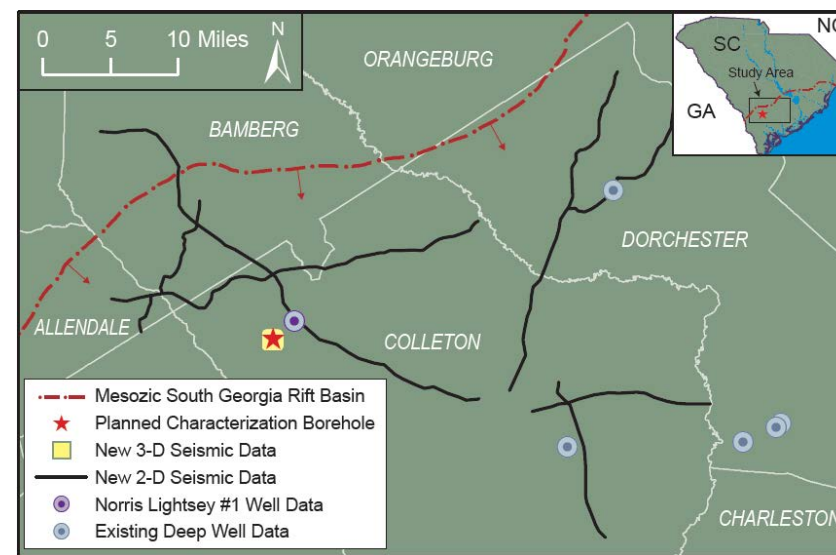 0 5 10 Miles
N
ORANGEBURG
BAMBERG
ALLENDALE
COLLETON
DORCHESTER
CHARLESTON
NC
SC
Study Area
GA
Mesozic South Georgia Rift Basin
Planned Characterization Borehole
New 3-D Seismic Data
New 2-D Seismic Data
Norris Lightsey #1 Well Data
Existing Deep Well Data